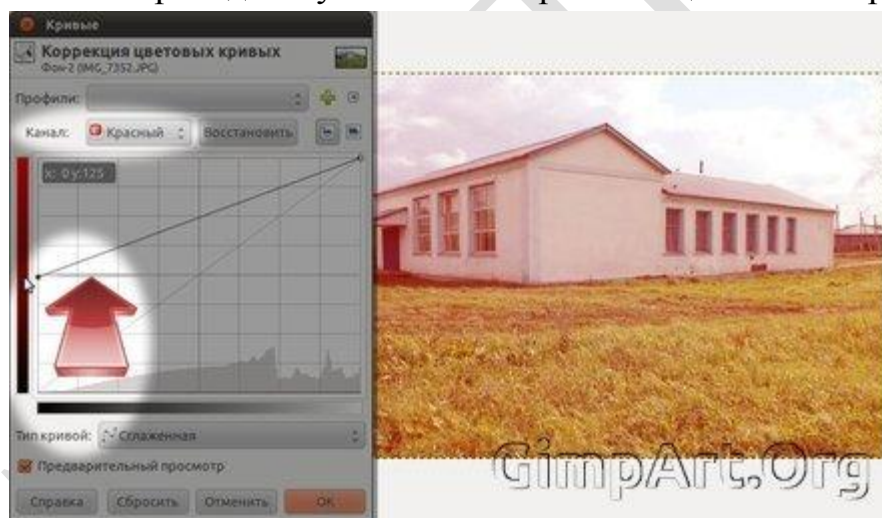 Кривые
Коррекция цветовых кривых
Фон-2 (IMG_7352.JPG)
Профили:
Канал: Красный Восстановить
x: 0 y:125
Тип кривой: Сглаженная
Предварительный просмотр
GimpArt.Org
Справка Сбросить Отменить OK